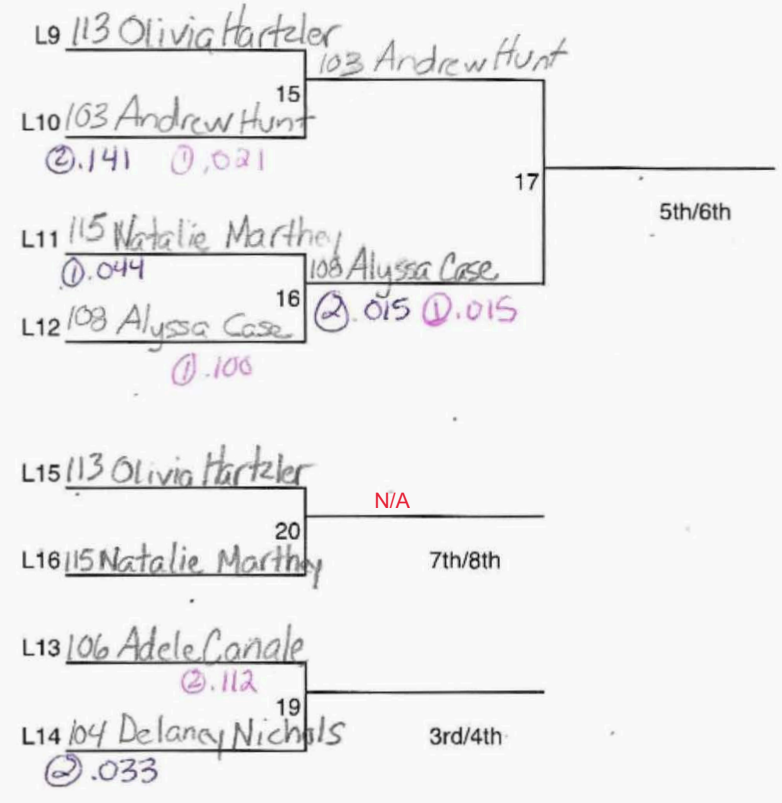 L9 113 Olivia Hartzler
103 Andrew Hunt
15
L10 103 Andrew Hunt
② .141 ① .021
17
5th/6th
L11 115 Natalie Marthey
① .044
108 Alyssa Case
16
② .015 ① .015
L12 108 Alyssa Case
① .100
L15 113 Olivia Hartzler
N/A
20
L16 115 Natalie Marthey
7th/8th
L13 106 Adele Canale
② .112
19
L14 104 Delaney Nichols
3rd/4th
② .033